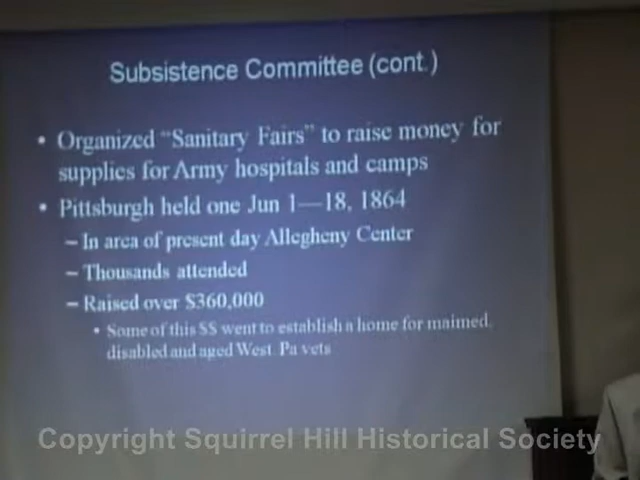 Subsistence Committee (cont.)
• Organized “Sanitary Fairs” to raise money for
supplies for Army hospitals and camps
• Pittsburgh held one Jun 1—18, 1864
– In area of present day Allegheny Center
– Thousands attended
– Raised over $360,000
• Some of this $$ went to establish a home for maimed,
disabled and aged West. Pa vets
Copyright Squirrel Hill Historical Society